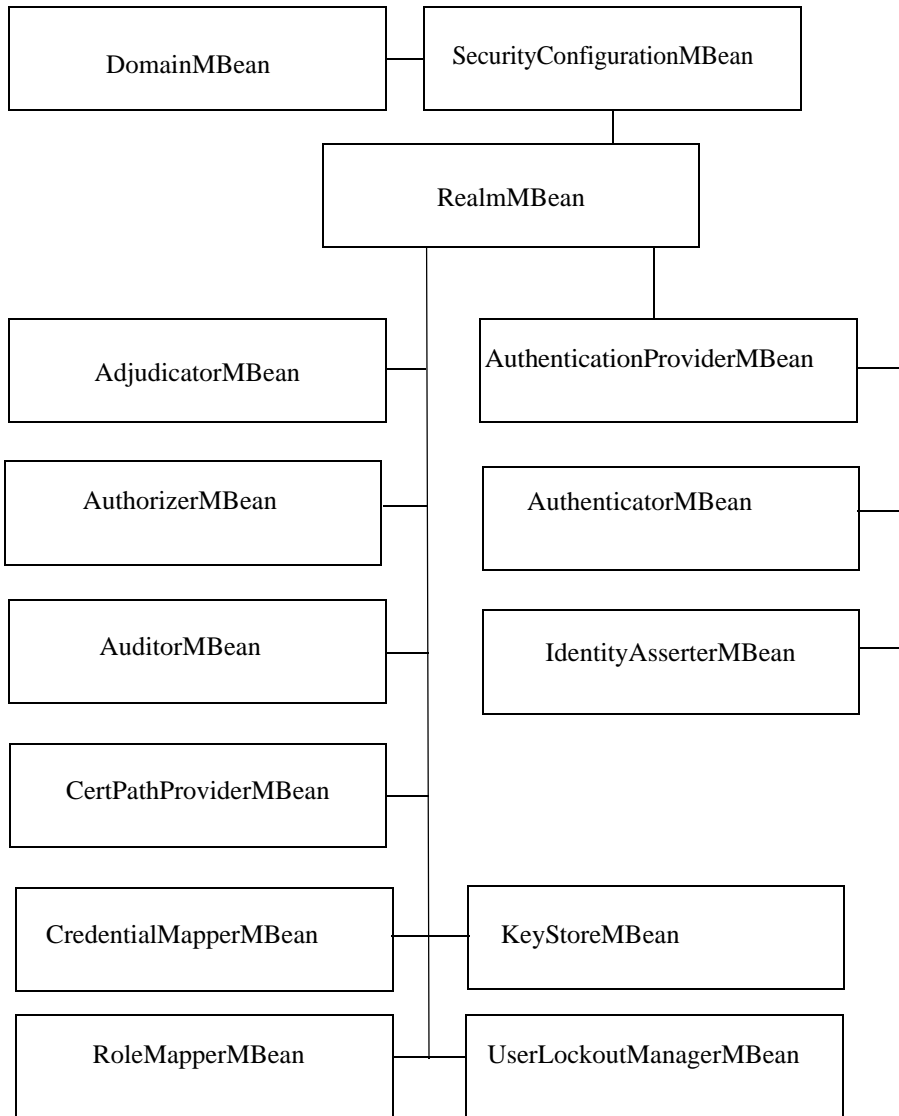 DomainMBean
SecurityConfigurationMBean
RealmMBean
AdjudicatorMBean
AuthenticationProviderMBean
AuthorizerMBean
AuthenticatorMBean
AuditorMBean
IdentityAsserterMBean
CertPathProviderMBean
CredentialMapperMBean
KeyStoreMBean
RoleMapperMBean
UserLockoutManagerMBean